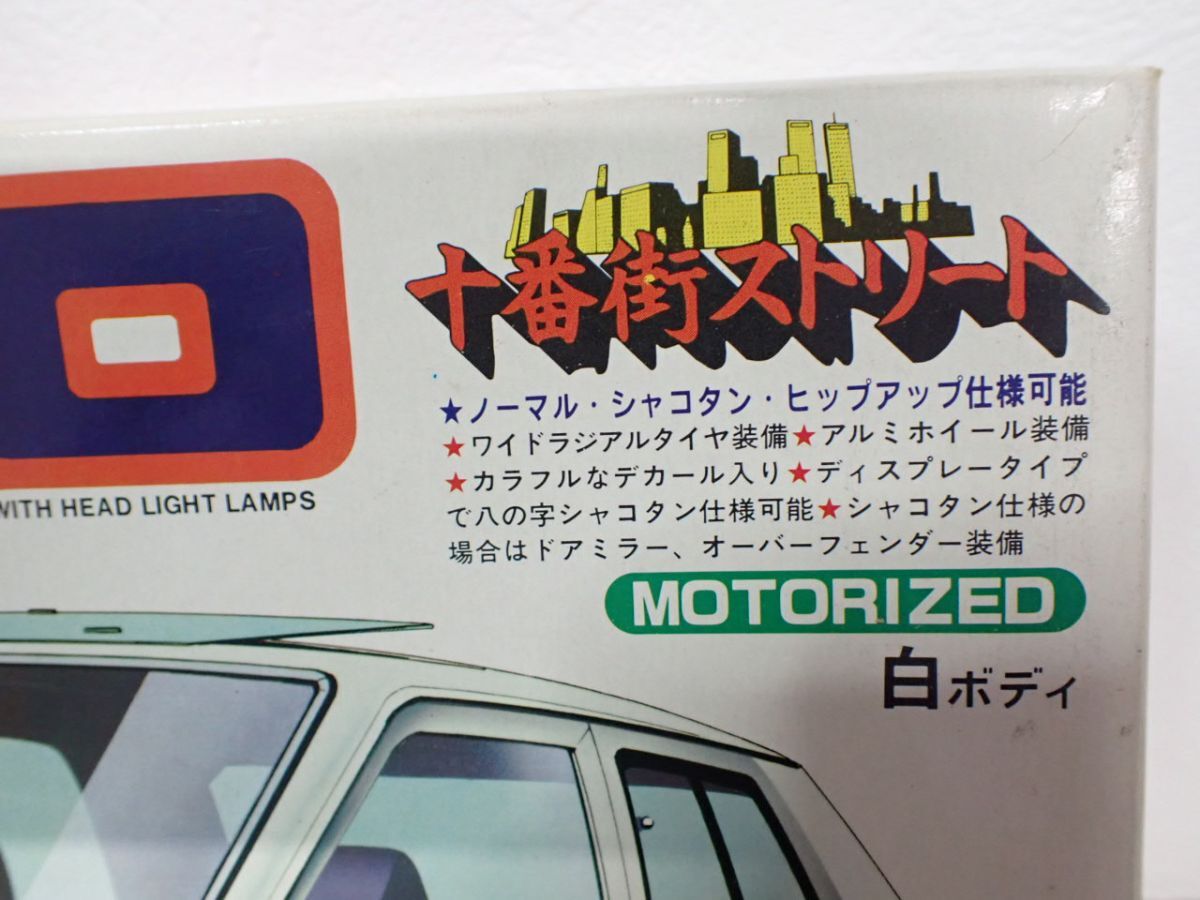 十番街ストリート
★ノーマル・シャコタン・ヒップアップ仕様可能
★ワイドラジアルタイヤ装備★アルミホイール装備
★カラフルなデカール入り★ディスプレータイプ
で八の字シャコタン仕様可能★シャコタン仕様の
場合はドアミラー、オーバーフェンダー装備
WITH HEAD LIGHT LAMPS
MOTORIZED
白ボディ